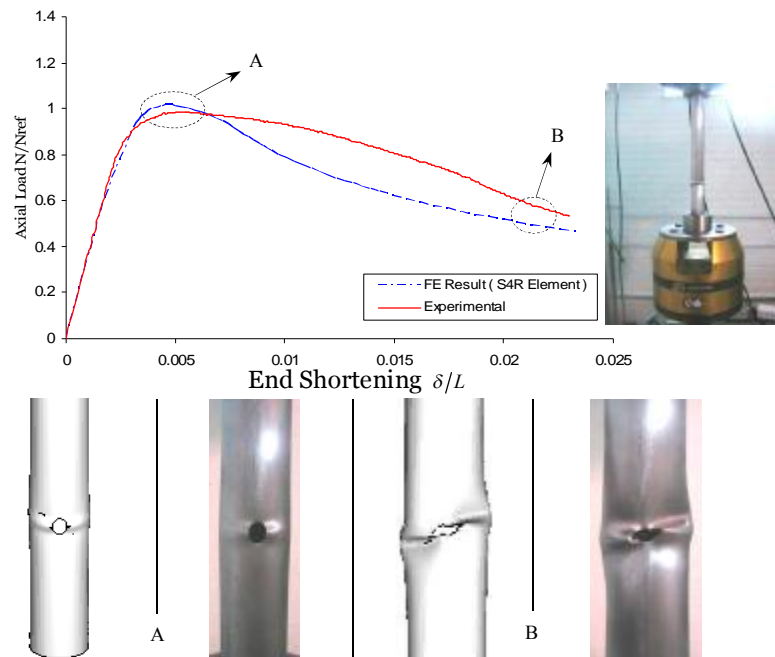 1.4
1.2
1
0.8
0.6
0.4
0.2
0
Axial Load N/Nref
A
B
FE Result ( S4R Element )
Experimental
0
0.005
0.01
0.015
0.02
0.025
End Shortening δ/L
A
B